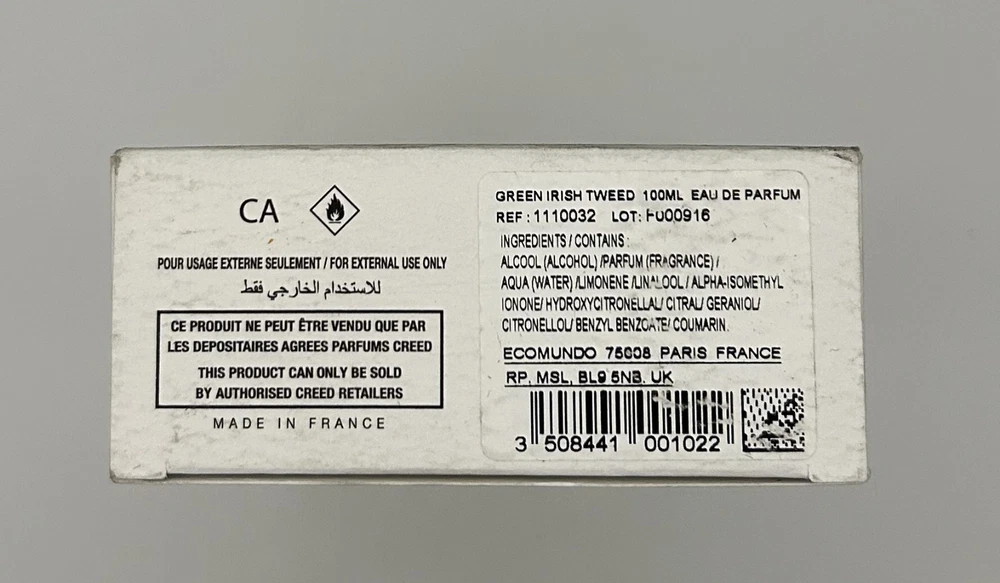 CA
POUR USAGE EXTERNE SEULEMENT / FOR EXTERNAL USE ONLY
للاستخدام الخارجي فقط
CE PRODUIT NE PEUT ÊTRE VENDU QUE PAR
LES DEPOSITAIRES AGREES PARFUMS CREED
THIS PRODUCT CAN ONLY BE SOLD
BY AUTHORISED CREED RETAILERS
MADE IN FRANCE
GREEN IRISH TWEED 100ML EAU DE PARFUM
REF : 1110032 LOT: F000916
INGREDIENTS / CONTAINS :
ALCOOL (ALCOHOL) /PARFUM (FRAGRANCE) /
AQUA (WATER) /LIMONENE /LINALOOL / ALPHA-ISOMETHYL
IONONE/ HYDROXYCITRONELLAL/ CITRAL/ GERANIOL/
CITRONELLOL/ BENZYL BENZOATE/ COUMARIN.
ECOMUNDO 75008 PARIS FRANCE
RP, MSL, BL9 5NB, UK
3 508441 001022